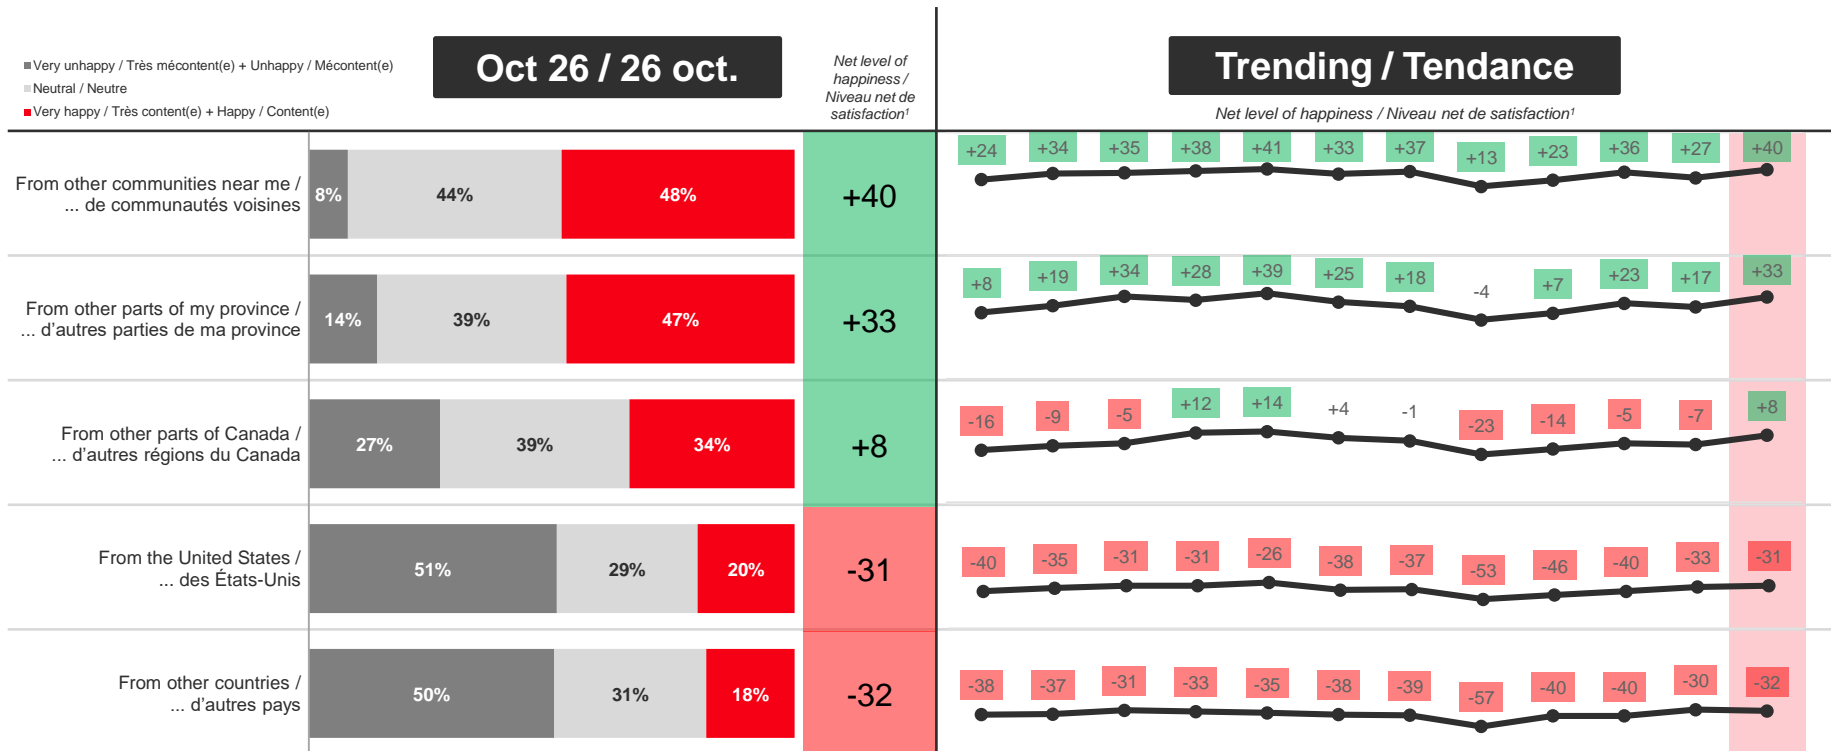 Very unhappy / Très mécontent(e) + Unhappy / Mécontent(e)
Neutral / Neutre
Very happy / Très content(e) + Happy / Content(e)
Oct 26 / 26 oct.
Net level of
happiness /
Niveau net de
satisfaction¹
Trending / Tendance
Net level of happiness / Niveau net de satisfaction¹
From other communities near me /
... de communautés voisines
8% 44% 48%
+40
+24 +34 +35 +38 +41 +33 +37 +13 +23 +36 +27 +40
From other parts of my province /
... d'autres parties de ma province
14% 39% 47%
+33
+8 +19 +34 +28 +39 +25 +18 -4 +7 +23 +17 +33
From other parts of Canada /
... d'autres régions du Canada
27% 39% 34%
+8
-16 -9 -5 +12 +14 +4 -1 -23 -14 -5 -7 +8
From the United States /
... des États-Unis
51% 29% 20%
-31
-40 -35 -31 -31 -26 -38 -37 -53 -46 -40 -33 -31
From other countries /
... d'autres pays
50% 31% 18%
-32
-38 -37 -31 -33 -35 -38 -39 -57 -40 -40 -30 -32